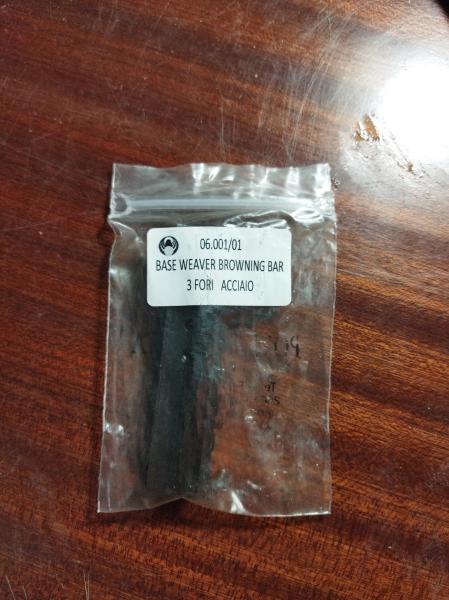 06.001/01
BASE WEAVER BROWNING BAR
3 FORI ACCIAIO